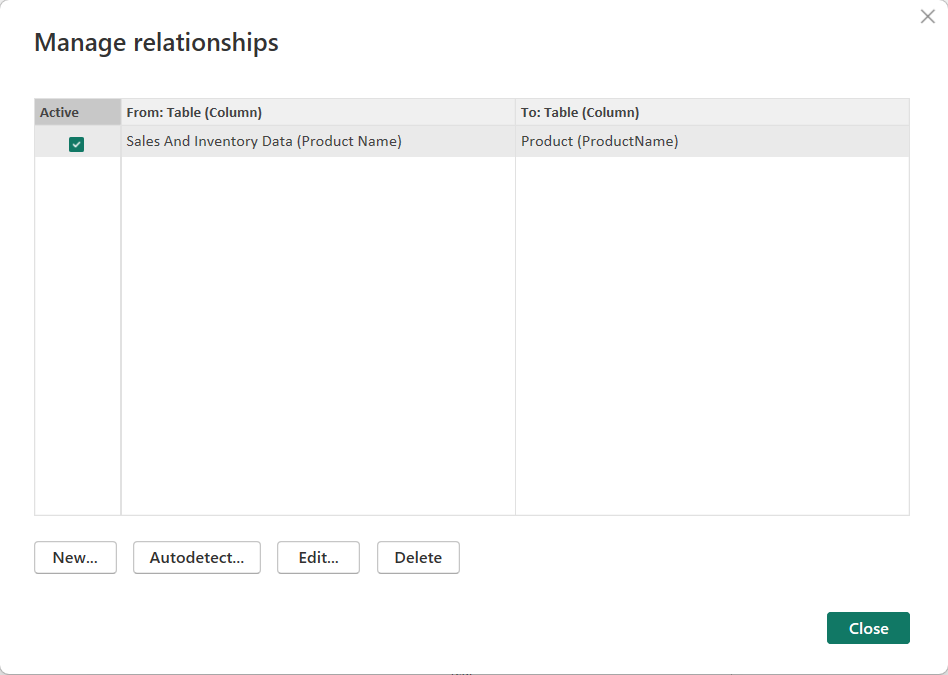 Manage relationships
Active From: Table (Column) To: Table (Column)
Sales And Inventory Data (Product Name) Product (ProductName)
New... Autodetect... Edit... Delete
Close